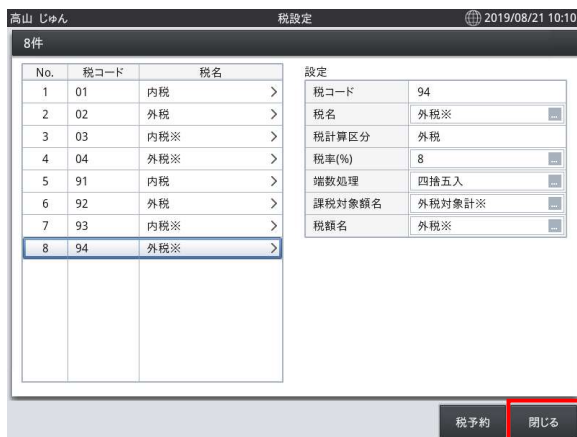 高山 じゅん 税設定 2019/08/21 10:10
8件
No. 税コード 税名
1 01 内税 >
2 02 外税 >
3 03 内税※ >
4 04 外税※ >
5 91 内税 >
6 92 外税 >
7 93 内税※ >
8 94 外税※ >
設定
税コード 94
税名 外税※ ...
税計算区分 外税
税率(%) 8 ...
端数処理 四捨五入 ...
課税対象額名 外税対象計※ ...
税額名 外税※ ...
税予約 閉じる